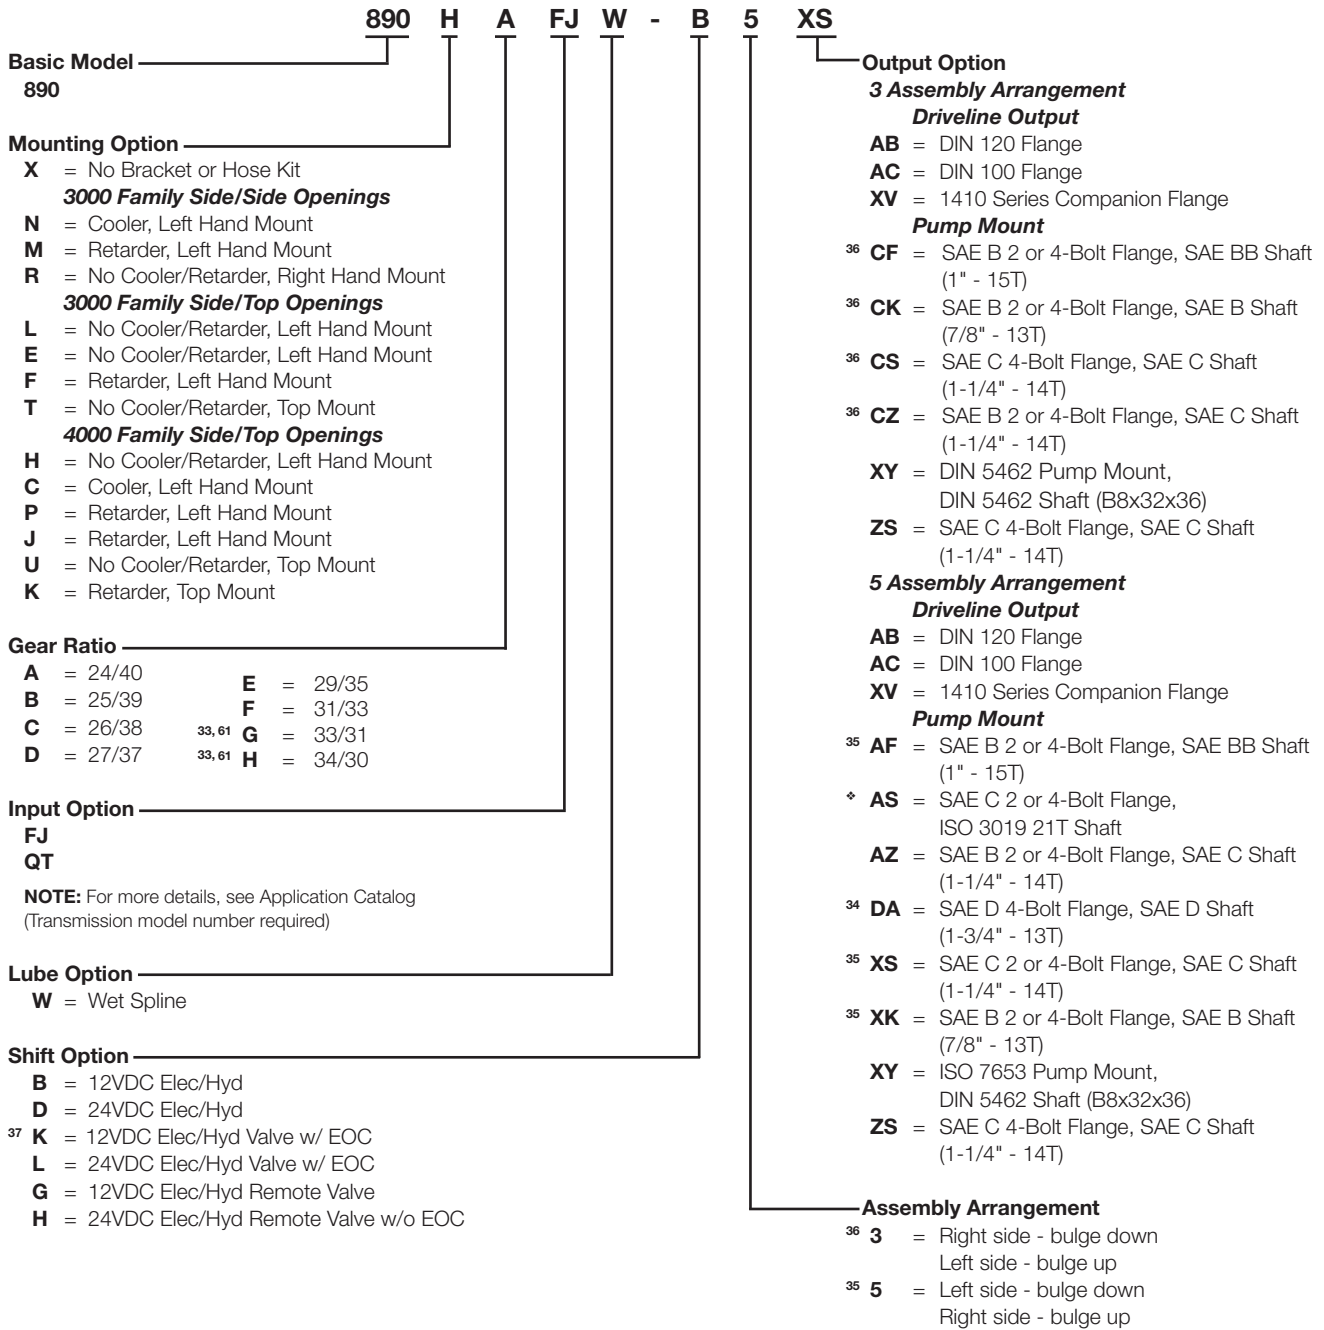 890 H A FJ W - B 5 XS
Basic Model
890
Mounting Option
X = No Bracket or Hose Kit
3000 Family Side/Side Openings
N = Cooler, Left Hand Mount
M = Retarder, Left Hand Mount
R = No Cooler/Retarder, Right Hand Mount
3000 Family Side/Top Openings
L = No Cooler/Retarder, Left Hand Mount
E = No Cooler/Retarder, Left Hand Mount
F = Retarder, Left Hand Mount
T = No Cooler/Retarder, Top Mount
4000 Family Side/Top Openings
H = No Cooler/Retarder, Left Hand Mount
C = Cooler, Left Hand Mount
P = Retarder, Left Hand Mount
J = Retarder, Left Hand Mount
U = No Cooler/Retarder, Top Mount
K = Retarder, Top Mount
Gear Ratio
A = 24/40
B = 25/39
C = 26/38
D = 27/37
E = 29/35
F = 31/33
33, 61 G = 33/31
33, 61 H = 34/30
Input Option
FJ
QT
NOTE: For more details, see Application Catalog
(Transmission model number required)
Lube Option
W = Wet Spline
Shift Option
B = 12VDC Elec/Hyd
D = 24VDC Elec/Hyd
37 K = 12VDC Elec/Hyd Valve w/ EOC
L = 24VDC Elec/Hyd Valve w/ EOC
G = 12VDC Elec/Hyd Remote Valve
H = 24VDC Elec/Hyd Remote Valve w/o EOC
Output Option
3 Assembly Arrangement
Driveline Output
AB = DIN 120 Flange
AC = DIN 100 Flange
XV = 1410 Series Companion Flange
Pump Mount
36 CF = SAE B 2 or 4-Bolt Flange, SAE BB Shaft
(1" - 15T)
36 CK = SAE B 2 or 4-Bolt Flange, SAE B Shaft
(7/8" - 13T)
36 CS = SAE C 4-Bolt Flange, SAE C Shaft
(1-1/4" - 14T)
36 CZ = SAE B 2 or 4-Bolt Flange, SAE C Shaft
(1-1/4" - 14T)
XY = DIN 5462 Pump Mount,
DIN 5462 Shaft (B8x32x36)
ZS = SAE C 4-Bolt Flange, SAE C Shaft
(1-1/4" - 14T)
5 Assembly Arrangement
Driveline Output
AB = DIN 120 Flange
AC = DIN 100 Flange
XV = 1410 Series Companion Flange
Pump Mount
35 AF = SAE B 2 or 4-Bolt Flange, SAE BB Shaft
(1" - 15T)
❖ AS = SAE C 2 or 4-Bolt Flange,
ISO 3019 21T Shaft
AZ = SAE B 2 or 4-Bolt Flange, SAE C Shaft
(1-1/4" - 14T)
34 DA = SAE D 4-Bolt Flange, SAE D Shaft
(1-3/4" - 13T)
35 XS = SAE C 2 or 4-Bolt Flange, SAE C Shaft
(1-1/4" - 14T)
35 XK = SAE B 2 or 4-Bolt Flange, SAE B Shaft
(7/8" - 13T)
XY = ISO 7653 Pump Mount,
DIN 5462 Shaft (B8x32x36)
ZS = SAE C 4-Bolt Flange, SAE C Shaft
(1-1/4" - 14T)
Assembly Arrangement
36 3 = Right side - bulge down
Left side - bulge up
35 5 = Left side - bulge down
Right side - bulge up